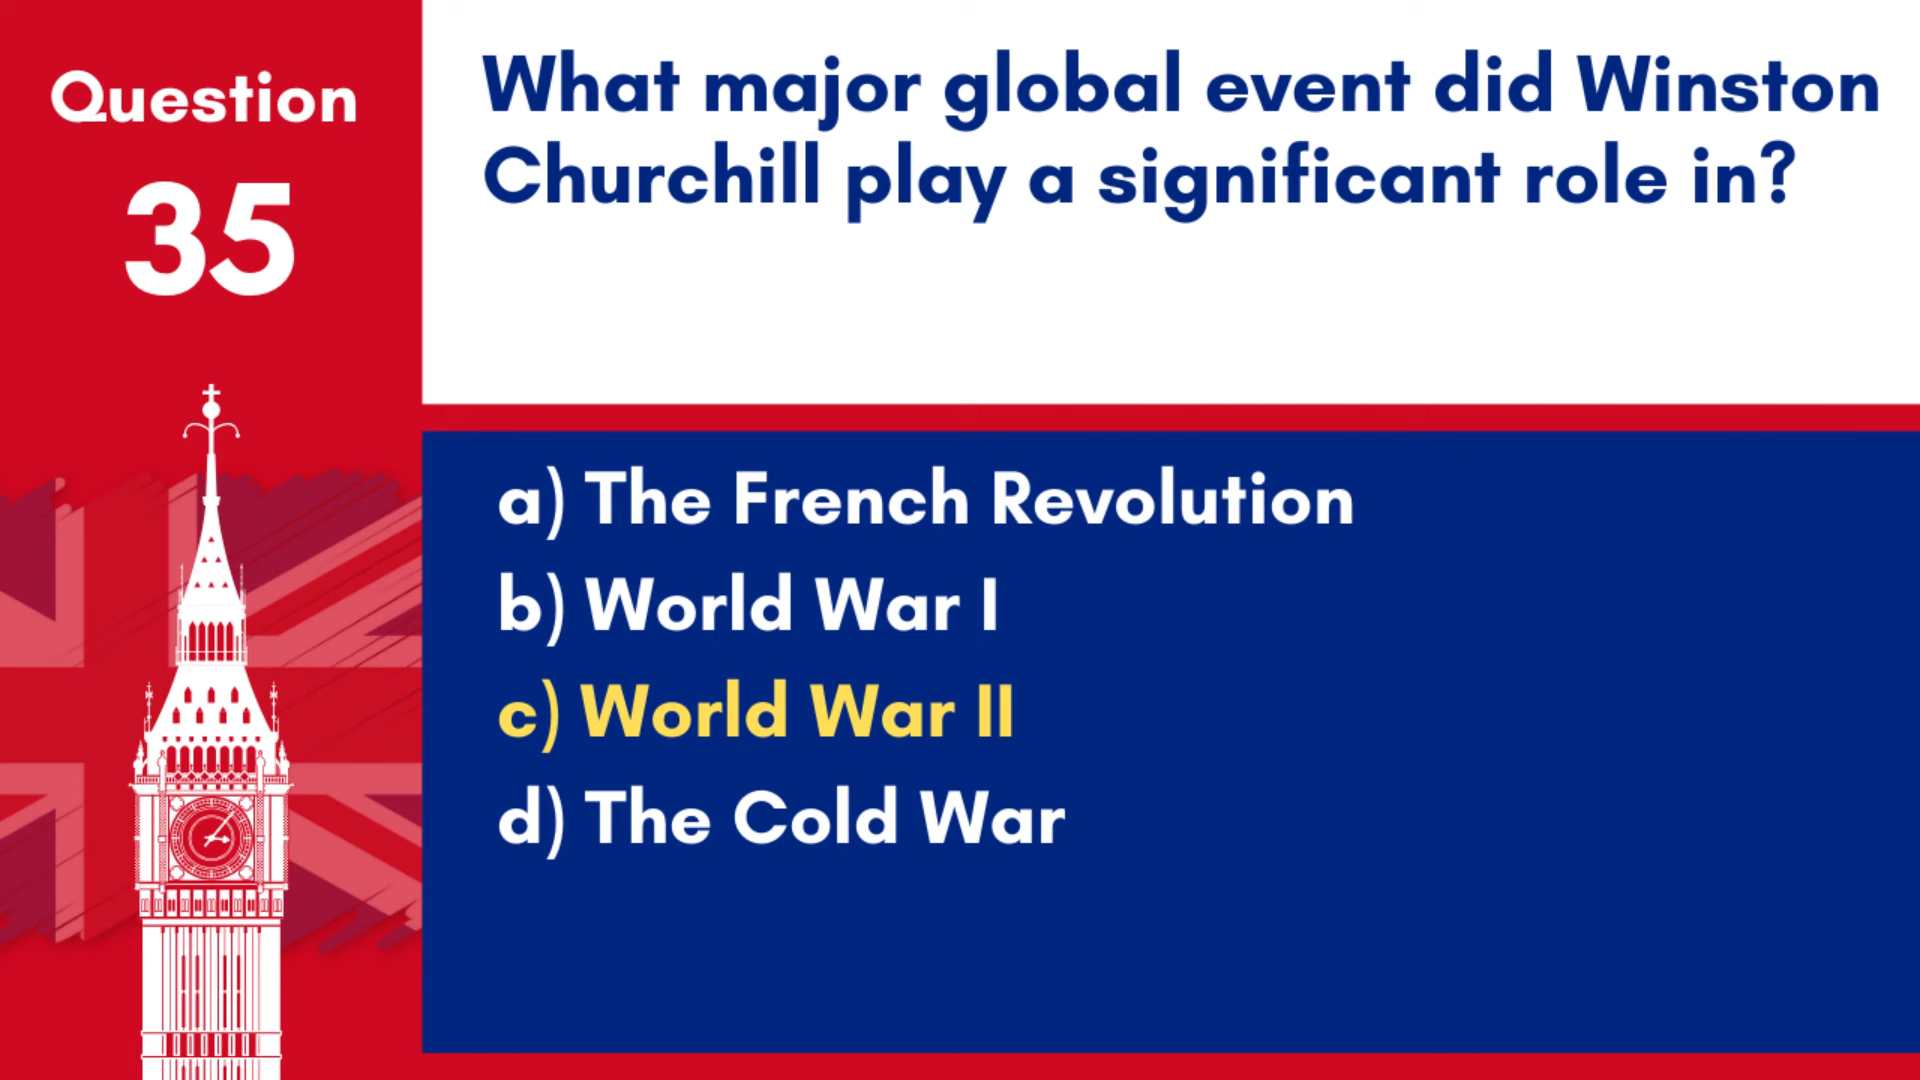 Question
35
What major global event did Winston
Churchill play a significant role in?
a) The French Revolution
b) World War I
c) World War II
d) The Cold War